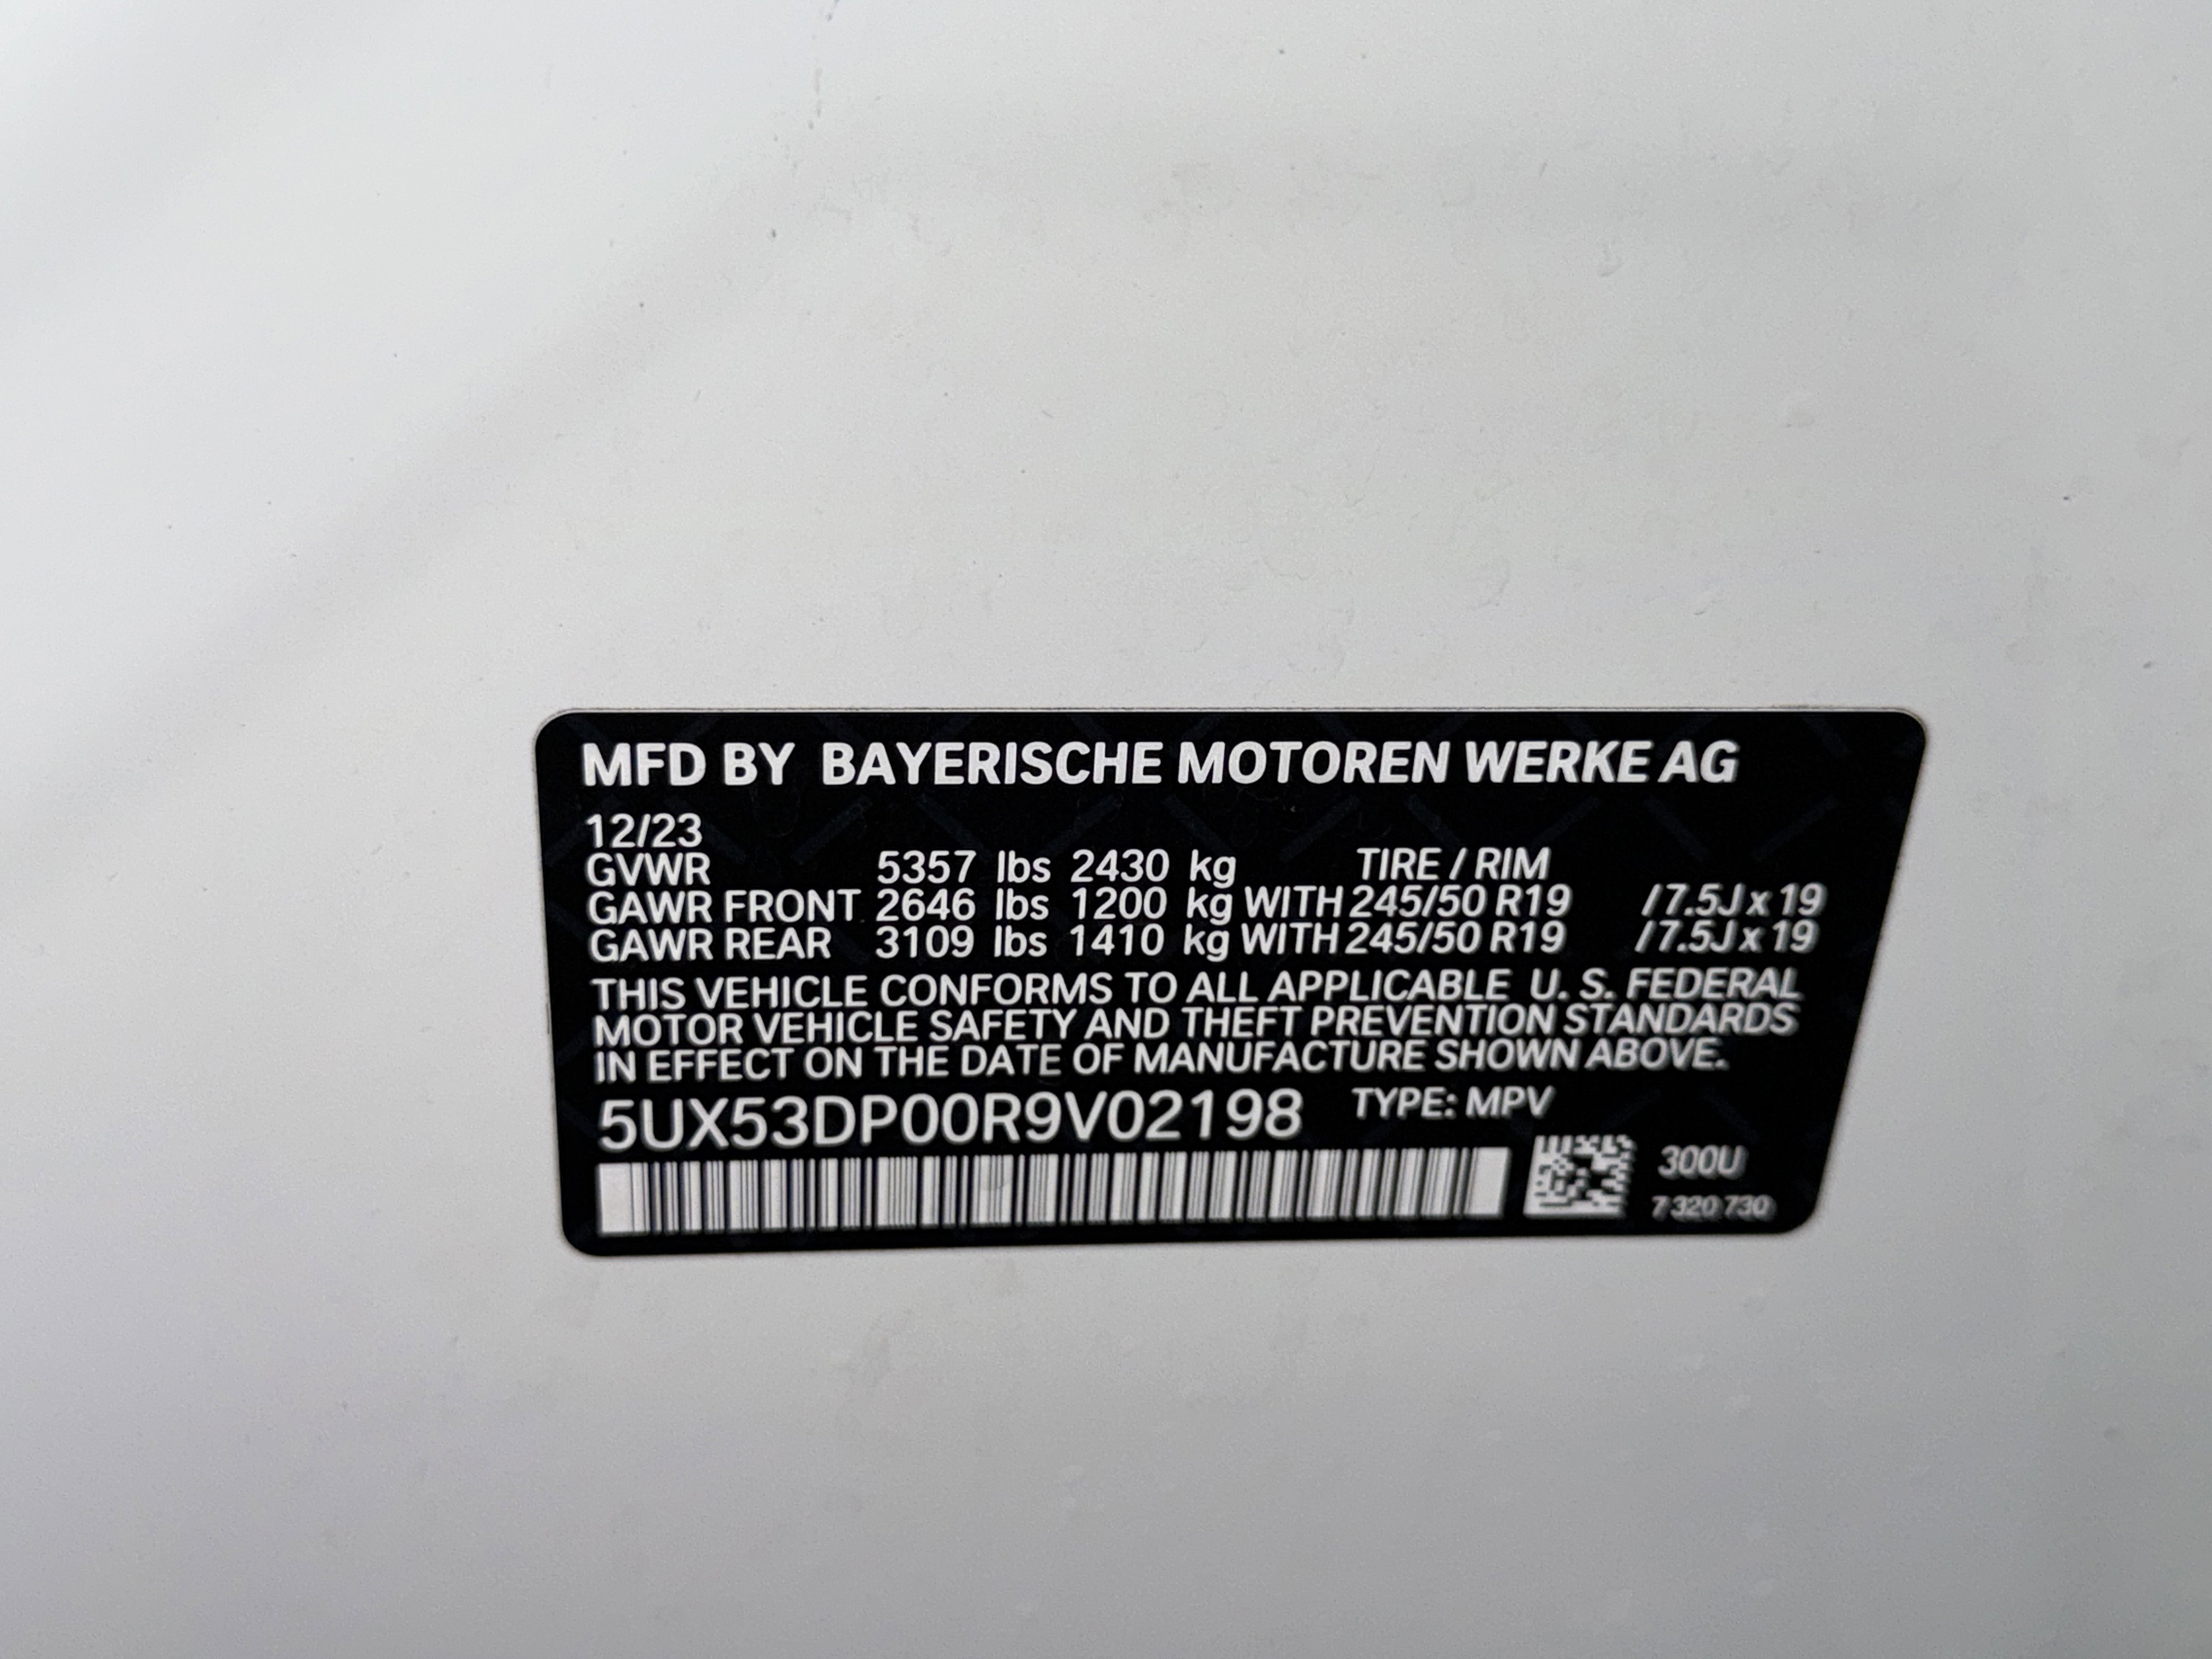 MFD BY BAYERISCHE MOTOREN WERKE AG
12/23
GVWR 5357 lbs 2430 kg TIRE / RIM
GAWR FRONT 2646 lbs 1200 kg WITH 245/50 R19 / 7.5J x 19
GAWR REAR 3109 lbs 1410 kg WITH 245/50 R19 / 7.5J x 19
THIS VEHICLE CONFORMS TO ALL APPLICABLE U. S. FEDERAL
MOTOR VEHICLE SAFETY AND THEFT PREVENTION STANDARDS
IN EFFECT ON THE DATE OF MANUFACTURE SHOWN ABOVE.
5UX53DP00R9V02198 TYPE: MPV
300U
7 320 730